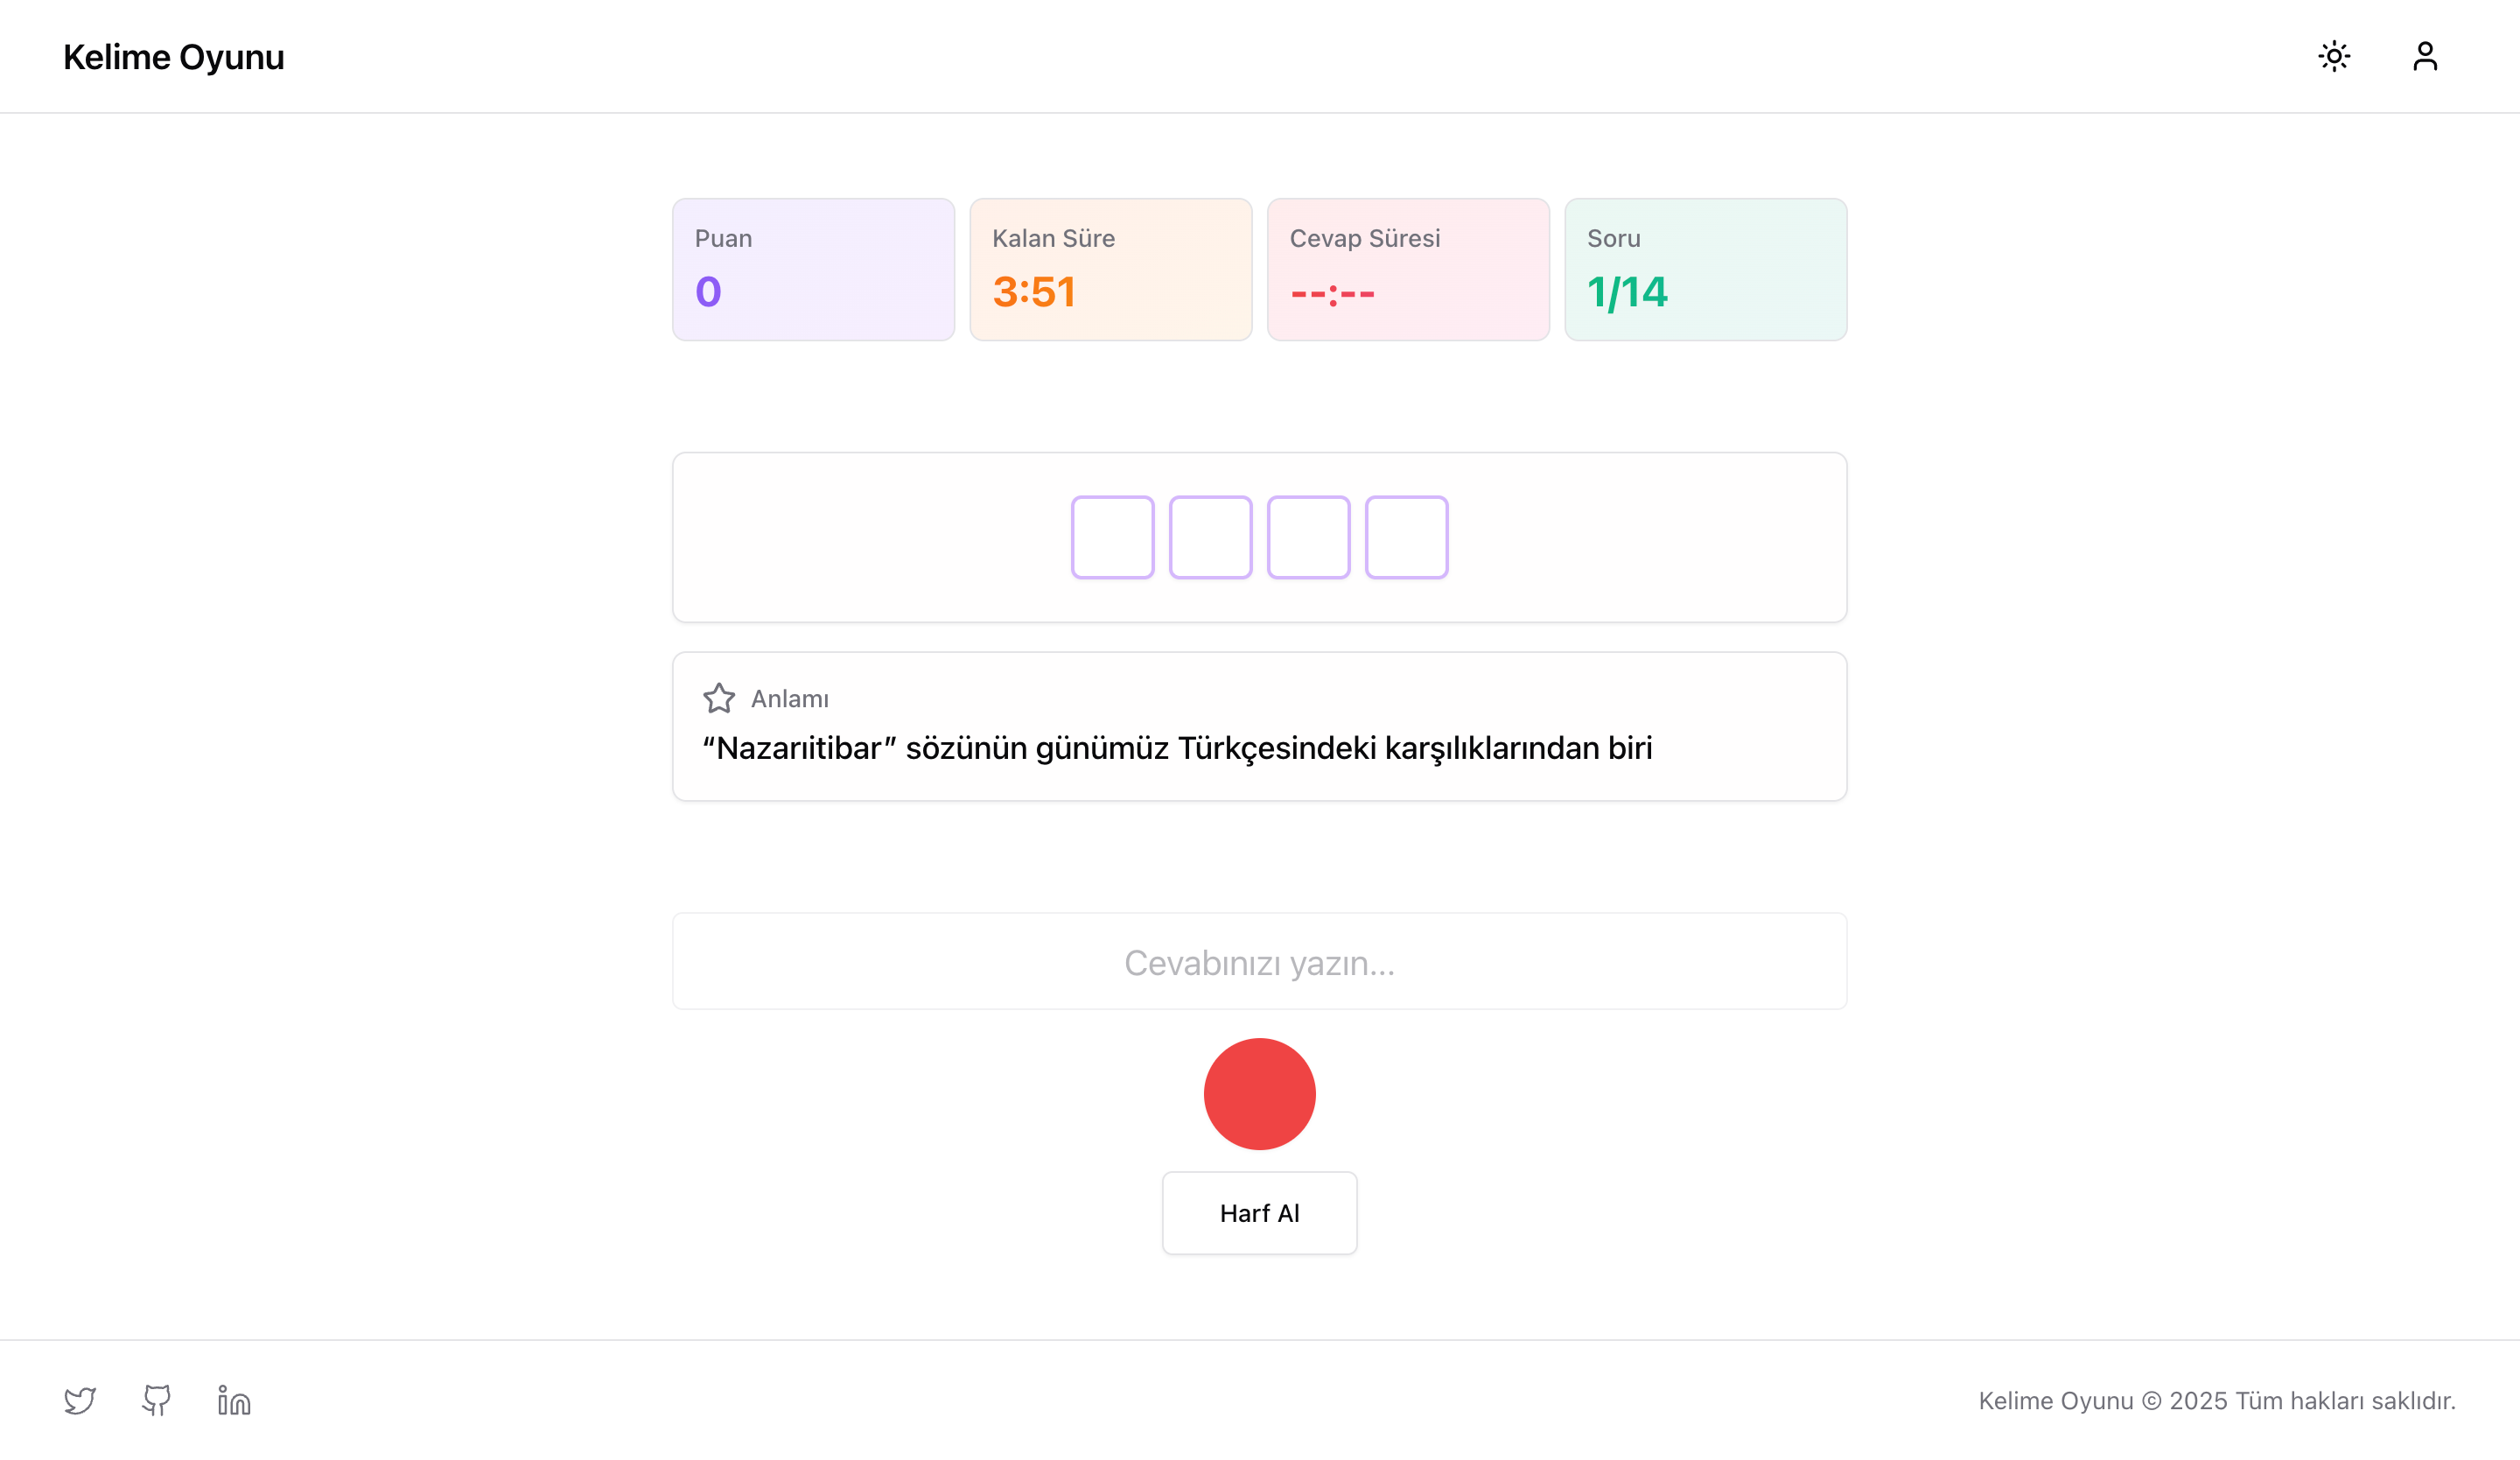 Kelime Oyunu
Puan
0
Kalan Süre
3:51
Cevap Süresi
--:--
Soru
1/14
Anlamı
“Nazarıitibar” sözünün günümüz Türkçesindeki karşılıklarından biri
Cevabınızı yazın...
Harf Al
Kelime Oyunu © 2025 Tüm hakları saklıdır.